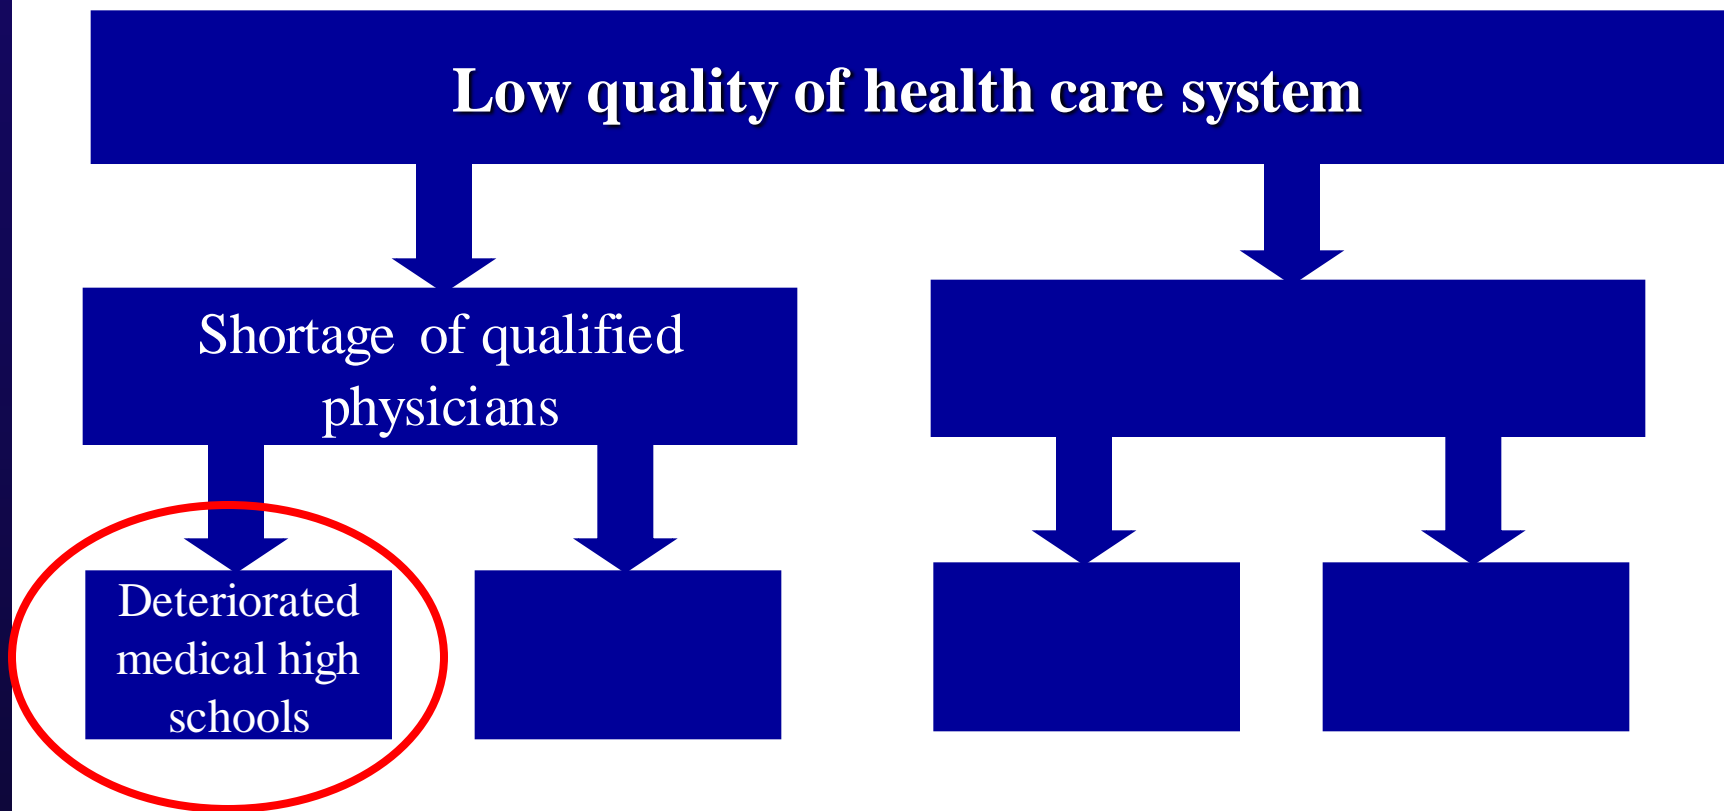 Low quality of health care system
Shortage of qualified
physicians
Deteriorated
medical high
schools